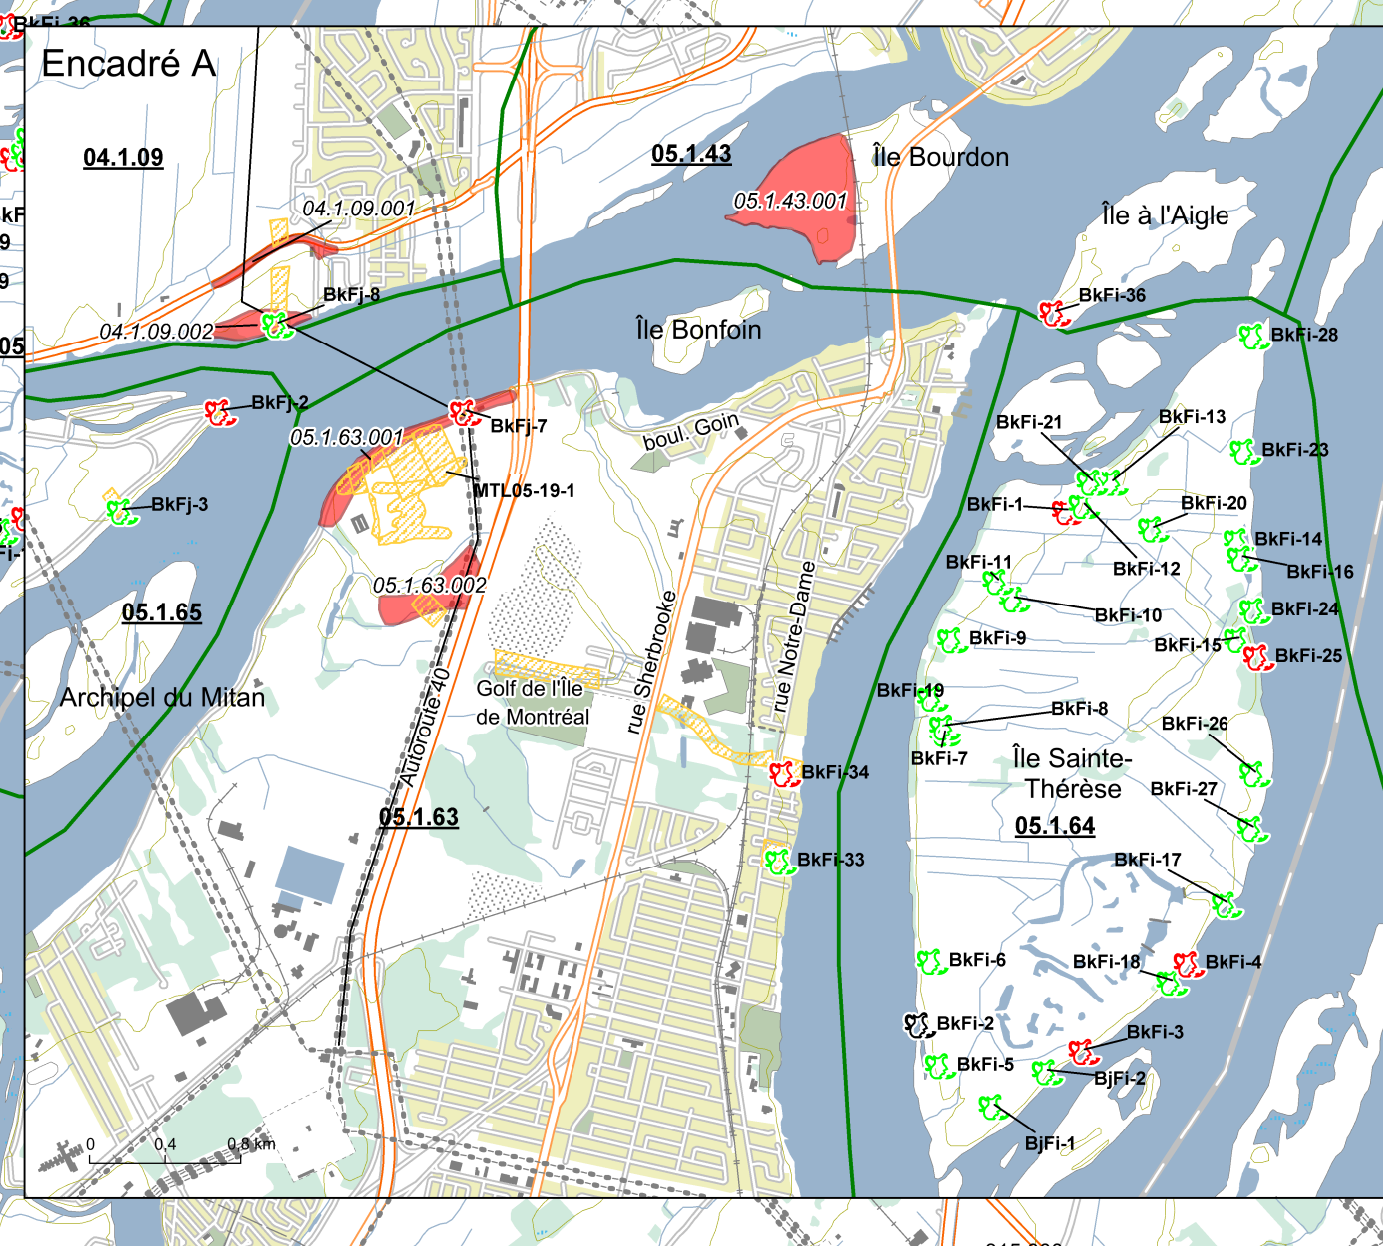 BkFi-36
Encadré A
04.1.09
05.1.43
Île Bourdon
04.1.09.001
05.1.43.001
Île à l'Aigle
kF
9
9
BkFj-8
BkFi-36
04.1.09.002
Île Bonfoin
BkFi-28
05
BkFj-2
BkFi-21
BkFi-13
BkFj-7
boul. Goin
05.1.63.001
BkFi-23
MTL05-19-1
BkFj-3
BkFi-1
BkFi-20
BkFi-14
Fi-
BkFi-11
BkFi-12
BkFi-16
05.1.63.002
05.1.65
BkFi-10
BkFi-24
BkFi-9
BkFi-15
BkFi-25
rue Sherbrooke
rue Notre-Dame
Archipel du Mitan
Golf de l'Île
de Montréal
BkFi-19
BkFi-8
BkFi-26
Autoroute 40
BkFi-7
Île Sainte-
Thérèse
BkFi-34
BkFi-27
05.1.63
05.1.64
BkFi-33
BkFi-17
BkFi-6
BkFi-18
BkFi-4
BkFi-2
BkFi-3
BkFi-5
BjFi-2
0 0.4 0.8 km
BjFi-1